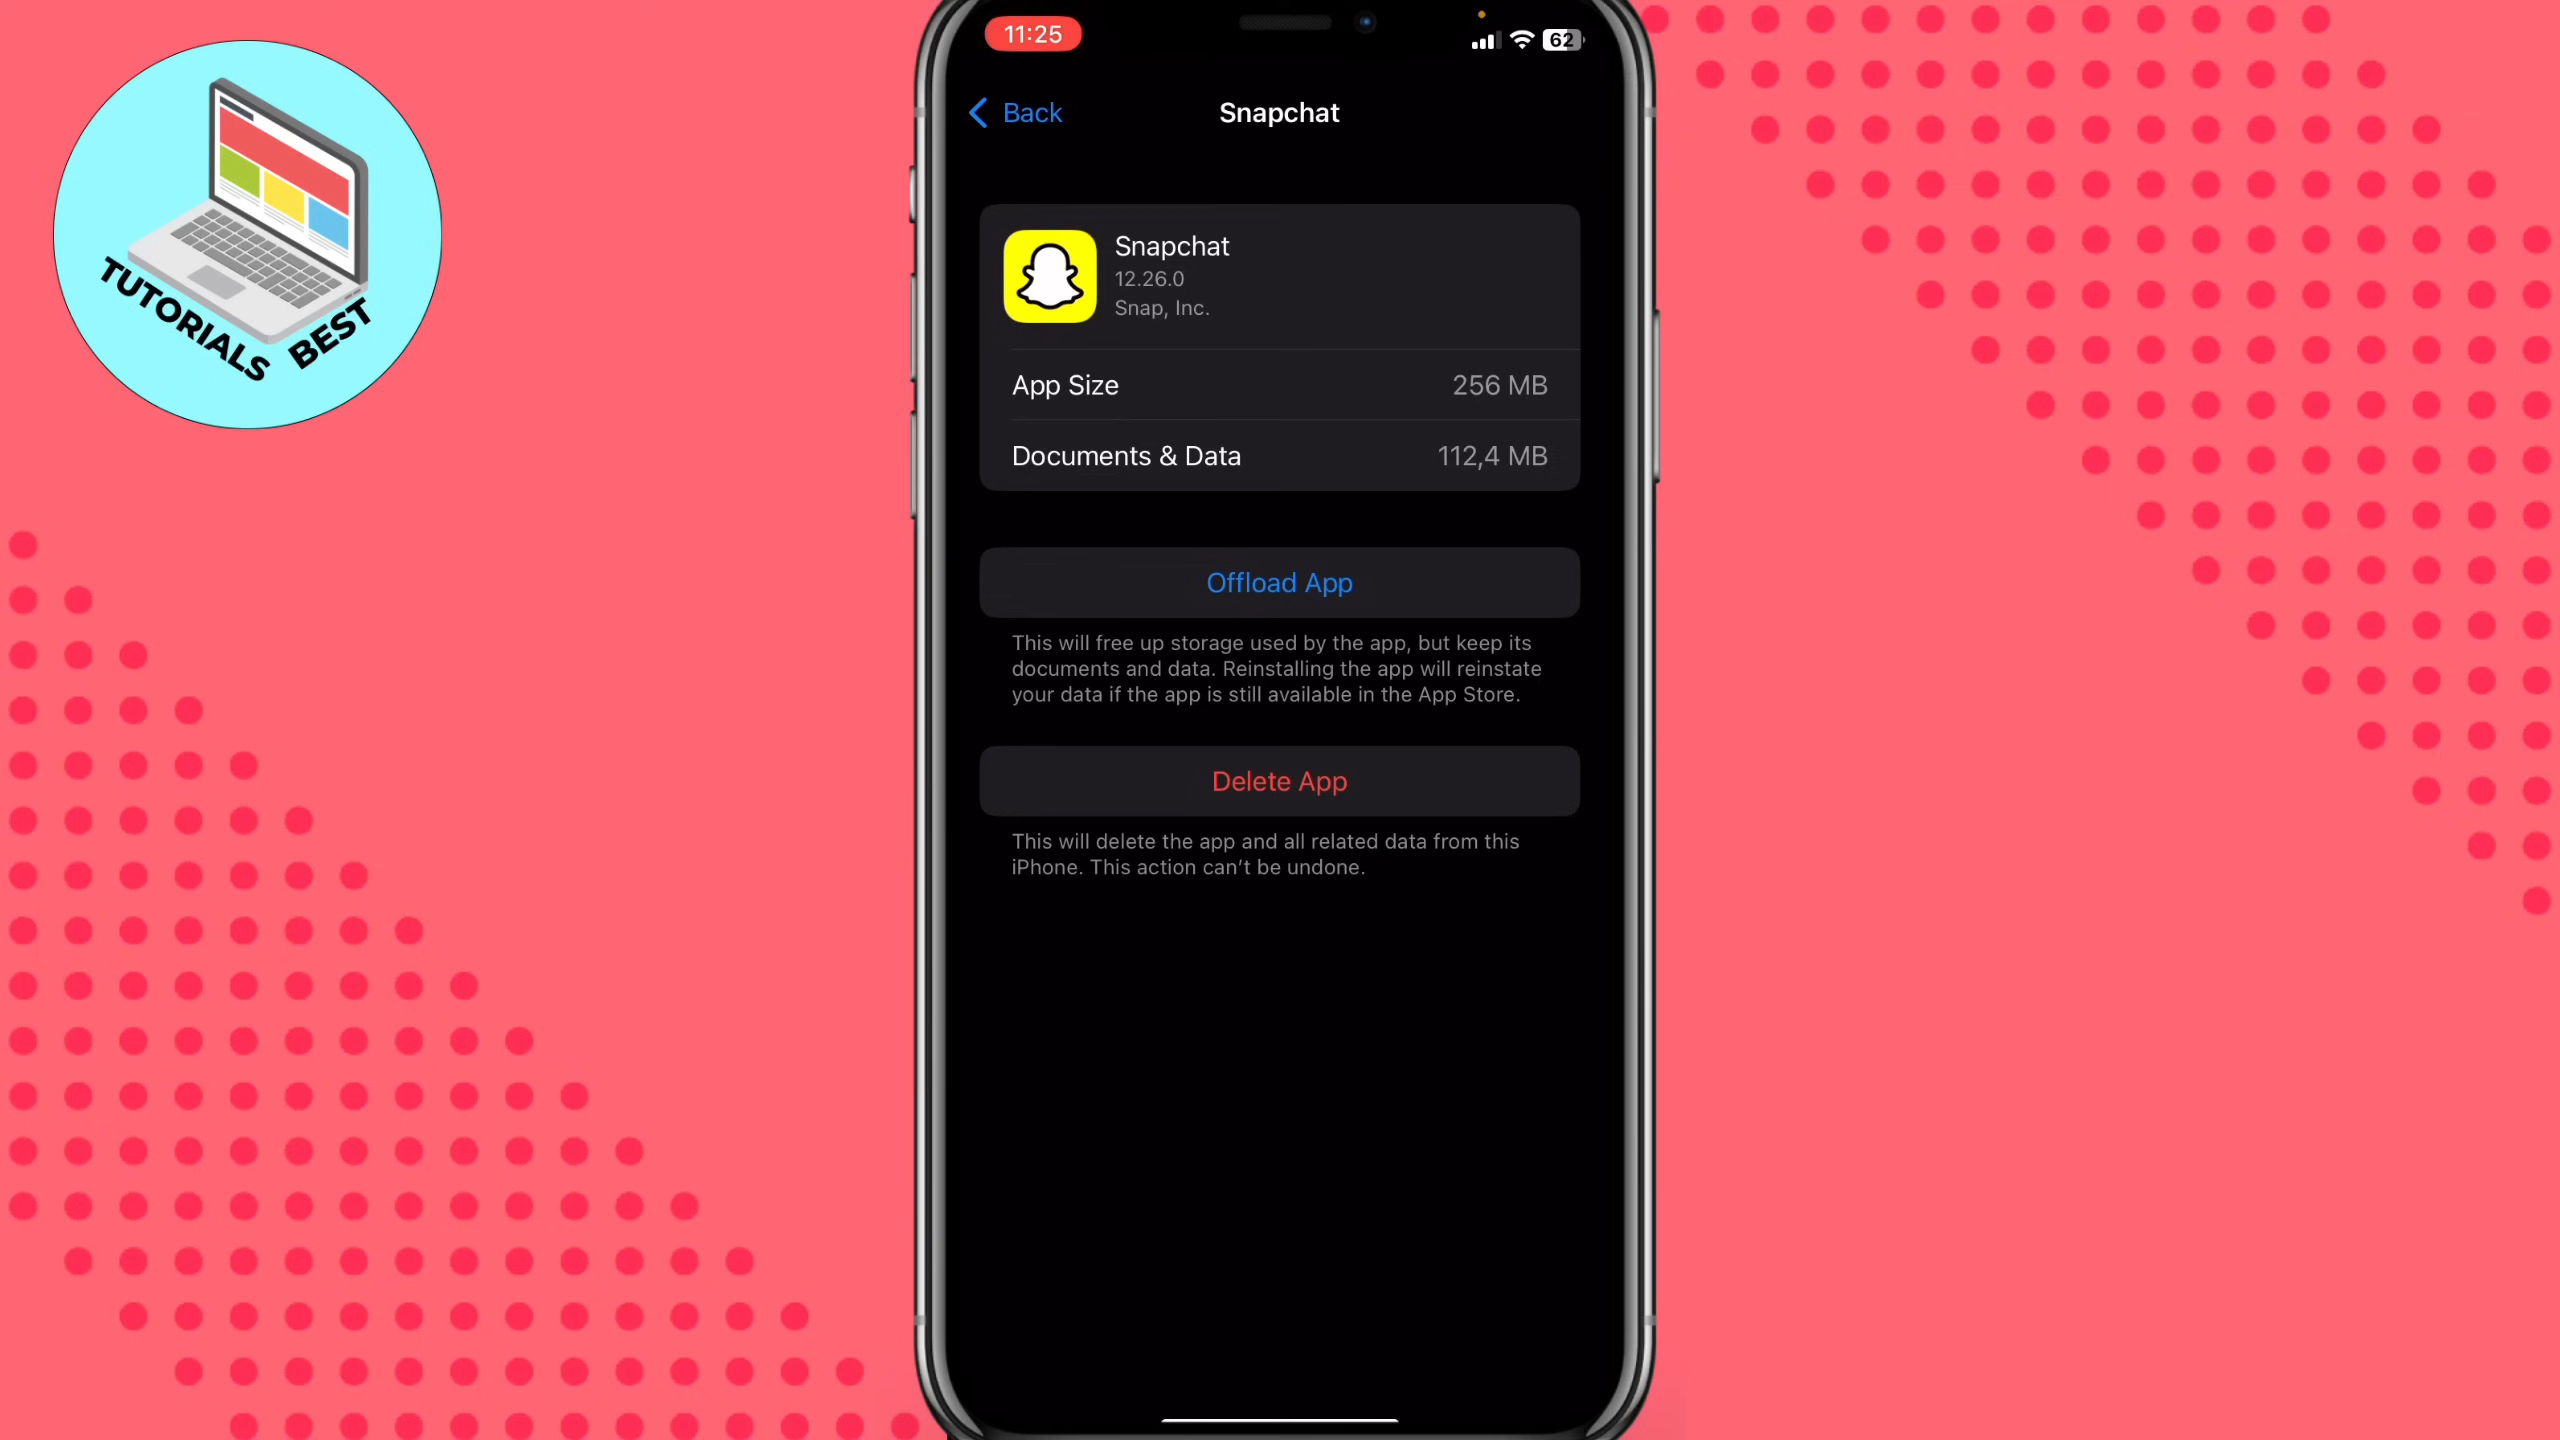 TUTORIALS BEST
11:25
62
Back
Snapchat
Snapchat
12.26.0
Snap, Inc.
App Size 256 MB
Documents & Data 112,4 MB
Offload App
This will free up storage used by the app, but keep its
documents and data. Reinstalling the app will reinstate
your data if the app is still available in the App Store.
Delete App
This will delete the app and all related data from this
iPhone. This action can’t be undone.